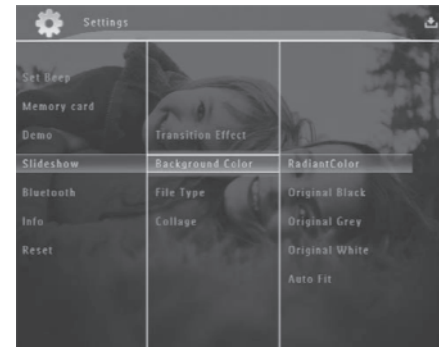 Settings
Set Beep
Memory card
Demo
Slideshow
Bluetooth
Info
Reset
Transition Effect
Background Color
File Type
Collage
RadiantColor
Original Black
Original Grey
Original White
Auto Fit